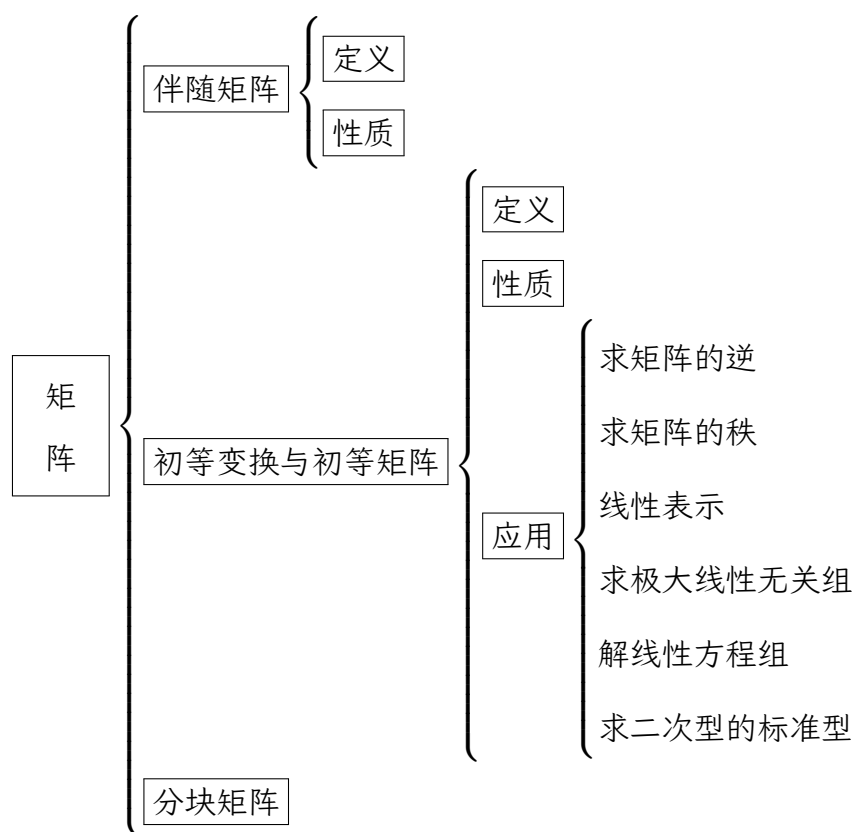 矩
阵
伴随矩阵
定义
性质
初等变换与初等矩阵
定义
性质
应用
求矩阵的逆
求矩阵的秩
线性表示
求极大线性无关组
解线性方程组
求二次型的标准型
分块矩阵